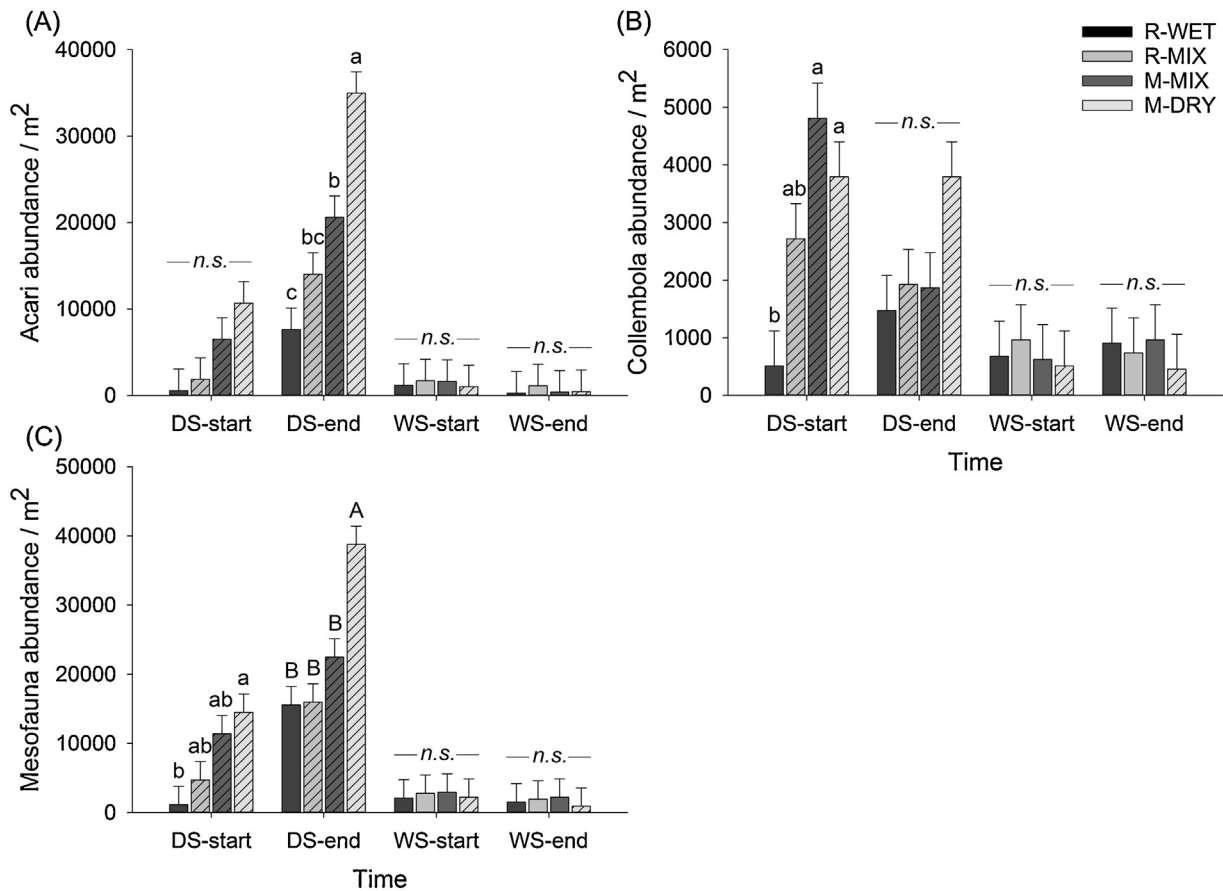 (A)
Acari abundance / m²
40000
30000
20000
10000
0
n.s.
c
bc
b
a
n.s.
n.s.
DS-start DS-end WS-start WS-end
(B)
Collembola abundance / m²
6000
5000
4000
3000
2000
1000
0
b
ab
a
a
n.s.
n.s.
n.s.
DS-start DS-end WS-start WS-end
Time
R-WET
R-MIX
M-MIX
M-DRY
(C)
Mesofauna abundance / m²
50000
40000
30000
20000
10000
0
b
ab
ab
a
B
B
B
A
n.s.
n.s.
DS-start DS-end WS-start WS-end
Time